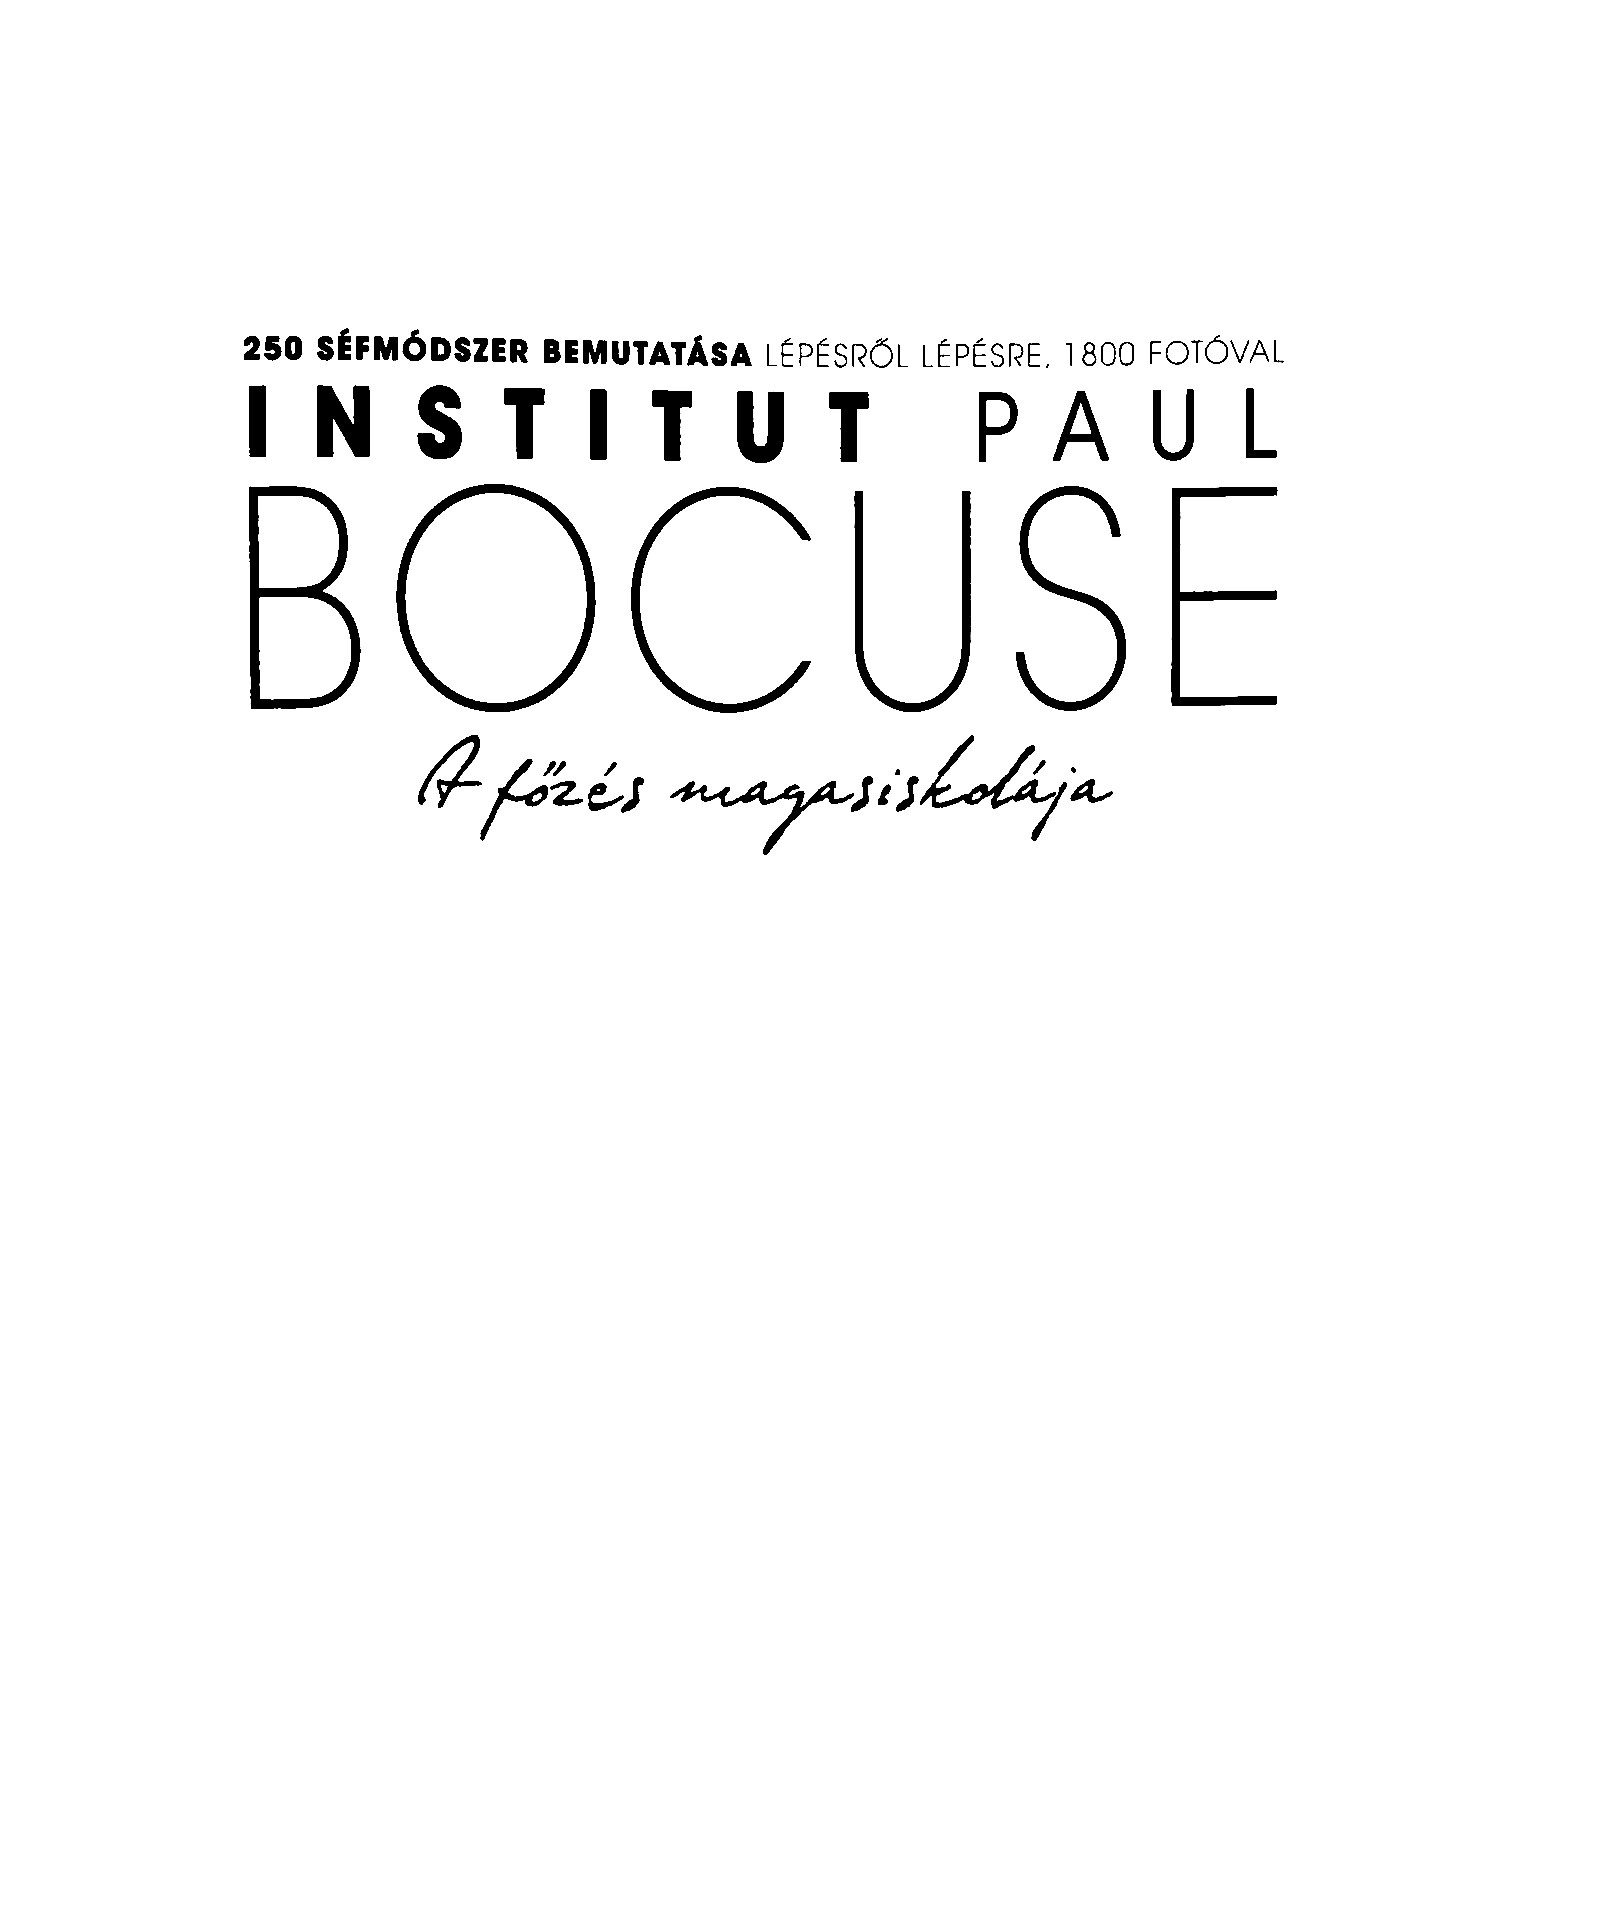 250 SÉFMÓDSZER BEMUTATÁSA LÉPÉSRŐL LÉPÉSRE, 1800 FOTÓVAL
INSTITUT PAUL
BOCUSE
A főzés magasiskolája